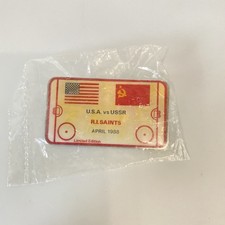 U.S.A. vs USSR
R.I. SAINTS
APRIL 1990
Limited Edition